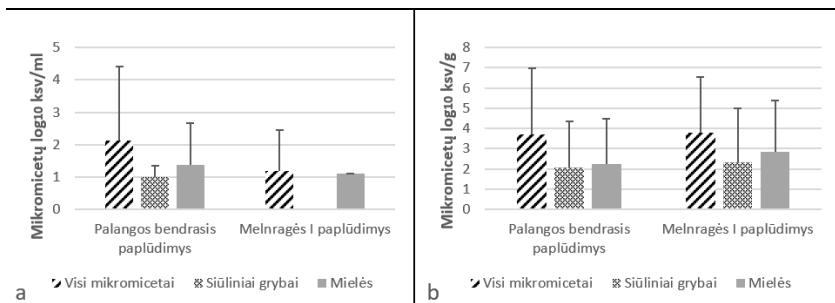 Mikromicetų log10 ksv/ml
5
4
3
2
1
0
Palangos bendrasis
paplūdimys
Melnragės I paplūdimys
a
Visi mikromicetai
Siūliniai grybai
Mielės
Mikromicetų log10 ksv/g
8
7
6
5
4
3
2
1
0
Palangos bendrasis
paplūdimys
Melnragės I paplūdimys
b
Visi mikromicetai
Siūliniai grybai
Mielės